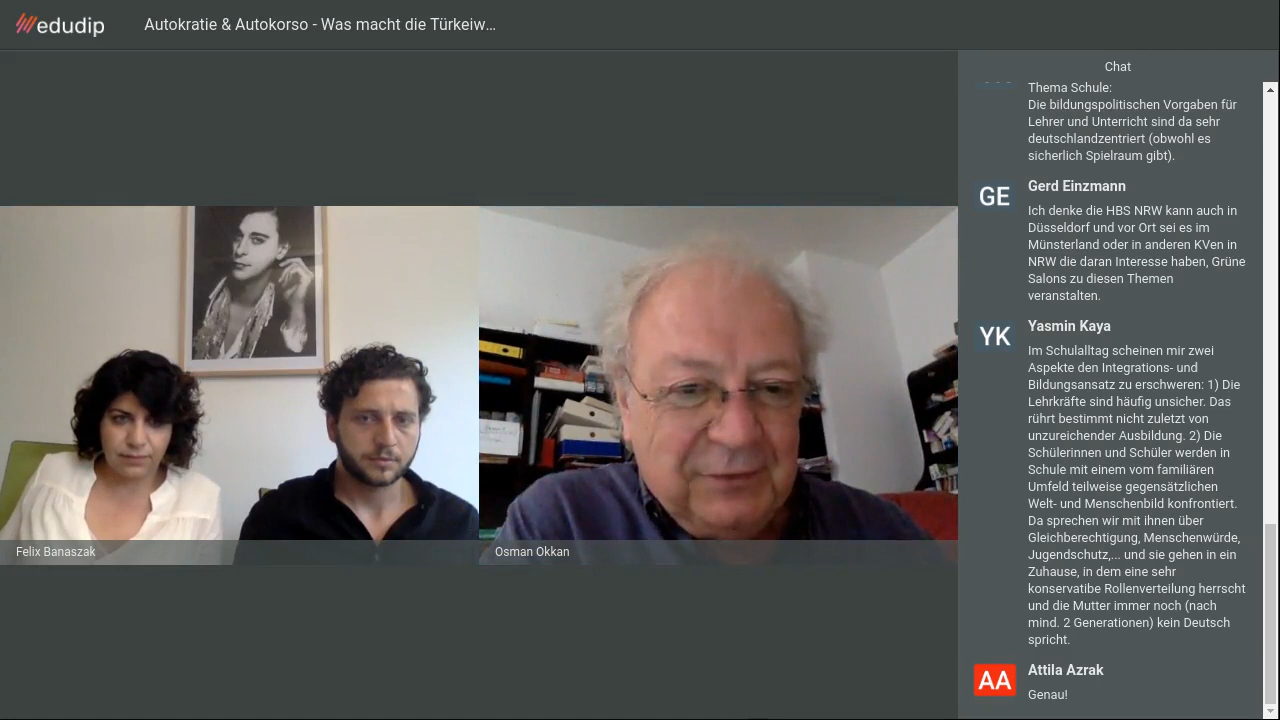 edudip
Autokratie & Autokorso - Was macht die Türkeiw...
Chat
Thema Schule:
Die bildungspolitischen Vorgaben für
Lehrer und Unterricht sind da sehr
deutschlandzentriert (obwohl es
sicherlich Spielraum gibt).
GE
Gerd Einzmann
Ich denke die HBS NRW kann auch in
Düsseldorf und vor Ort sei es im
Münsterland oder in anderen KVen in
NRW die daran Interesse haben, Grüne
Salons zu diesen Themen
veranstalten.
YK
Yasmin Kaya
Im Schulalltag scheinen mir zwei
Aspekte den Integrations- und
Bildungsansatz zu erschweren: 1) Die
Lehrkräfte sind häufig unsicher. Das
rührt bestimmt nicht zuletzt von
unzureichender Ausbildung. 2) Die
Schülerinnen und Schüler werden in
Schule mit einem vom familiären
Umfeld teilweise gegensätzlichen
Welt- und Menschenbild konfrontiert.
Da sprechen wir mit ihnen über
Gleichberechtigung, Menschenwürde,
Jugendschutz,... und sie gehen in ein
Zuhause, in dem eine sehr
konservatibe Rollenverteilung herrscht
und die Mutter immer noch (nach
mind. 2 Generationen) kein Deutsch
spricht.
AA
Attila Azrak
Genau!
Felix Banaszak
Osman Okkan